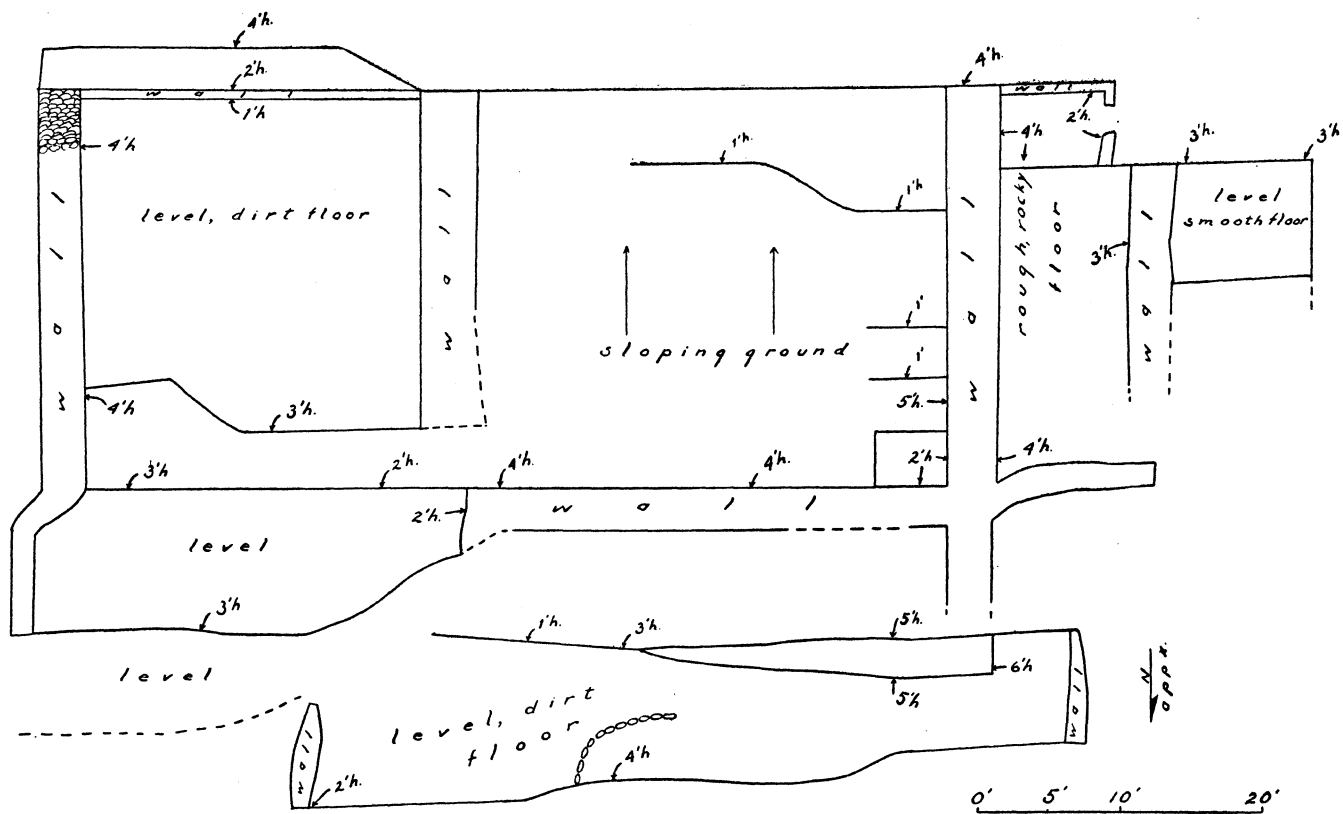 4'h.
2'h.
wall
1'h
4'h
4'h.
wall
2'h.
4'h
3'h.
3'h
level, dirt floor
1'h.
1'h
level
smooth floor
rough, rocky
floor
3'h.
wall
wall
wall
wall
sloping ground
1'
1'
5'h.
4'h
3'h.
3'h
2'h.
4'h.
4'h.
2'h
4'h.
2'h.
wall
level
3'h
level
1'h.
3'h.
5'h.
6'h
5'h
wall
N
appx.
level, dirt
floor
wall
2'h.
4'h
0' 5' 10' 20'